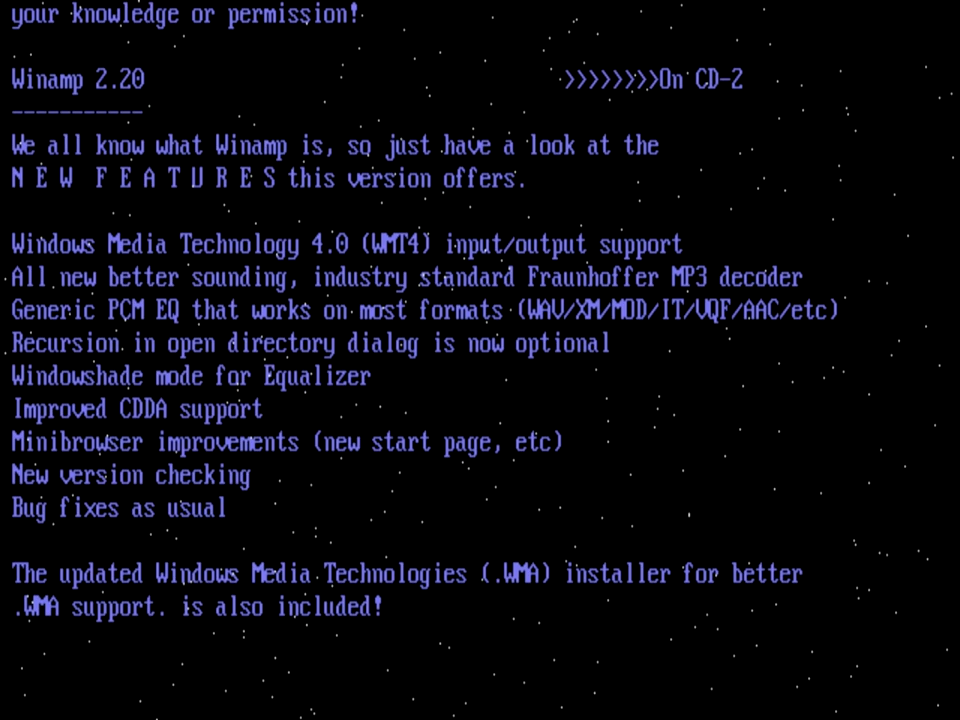 your knowledge or permission!
Winamp 2.20 >>>>>>>>On CD-2
-----------
We all know what Winamp is, so just have a look at the
N E W  F E A T U R E S this version offers.
Windows Media Technology 4.0 (WMT4) input/output support
All new better sounding, industry standard Fraunhoffer MP3 decoder
Generic PCM EQ that works on most formats (WAV/XM/MOD/IT/VQF/AAC/etc)
Recursion in open directory dialog is now optional
Windowshade mode for Equalizer
Improved CDDA support
Minibrowser improvements (new start page, etc)
New version checking
Bug fixes as usual
The updated Windows Media Technologies (.WMA) installer for better
.WMA support. is also included!